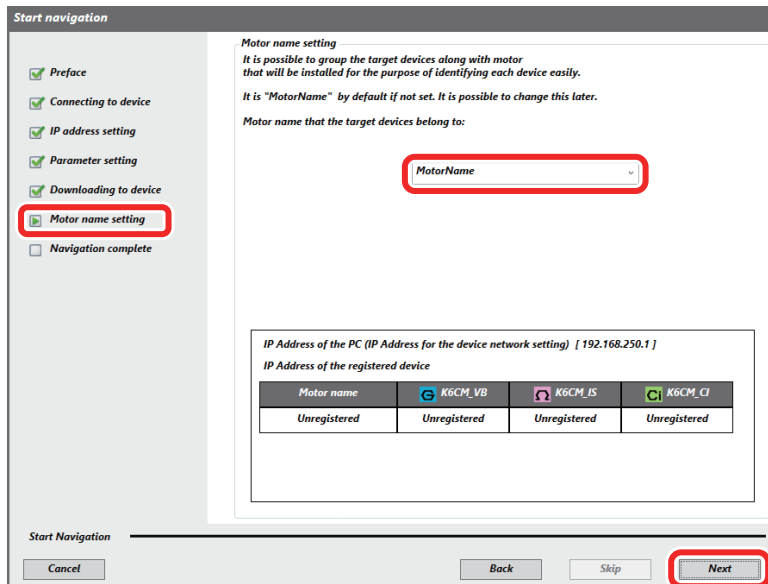 Start navigation
Preface
Connecting to device
IP address setting
Parameter setting
Downloading to device
Motor name setting
Navigation complete
Motor name setting
It is possible to group the target devices along with motor
that will be installed for the purpose of identifying each device easily.
It is "MotorName" by default if not set. It is possible to change this later.
Motor name that the target devices belong to:
MotorName
IP Address of the PC (IP Address for the device network setting) [ 192.168.250.1 ]
IP Address of the registered device
Motor name G K6CM_VB Ω K6CM_IS Ci K6CM_CI
Unregistered Unregistered Unregistered Unregistered
Start Navigation
Cancel Back Skip Next